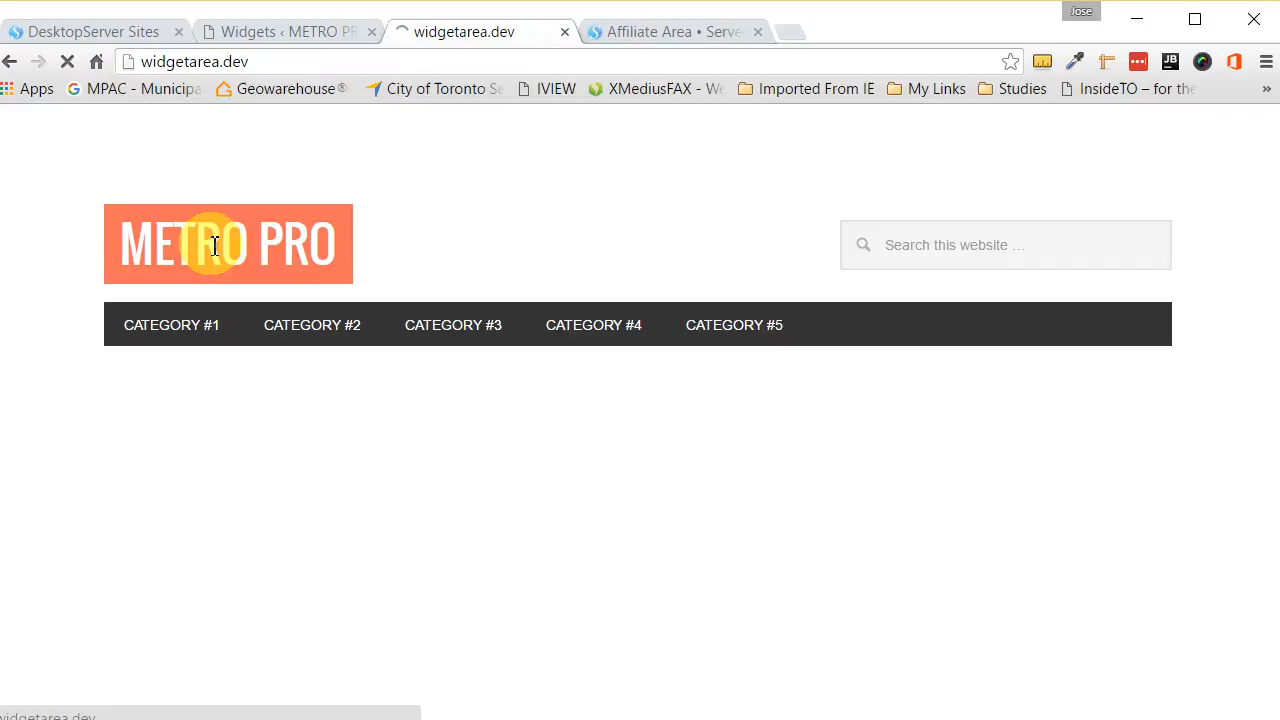 Jose
DesktopServer Sites
Widgets ‹ METRO PR
widgetarea.dev
Affiliate Area • Serve
widgetarea.dev
JB
Apps
MPAC - Municipa
Geowarehouse®
City of Toronto Se
IVIEW
XMediusFAX - We
Imported From IE
My Links
Studies
InsideTO – for the
»
METRO PRO
Search this website …
CATEGORY #1
CATEGORY #2
CATEGORY #3
CATEGORY #4
CATEGORY #5
widgetarea.dev